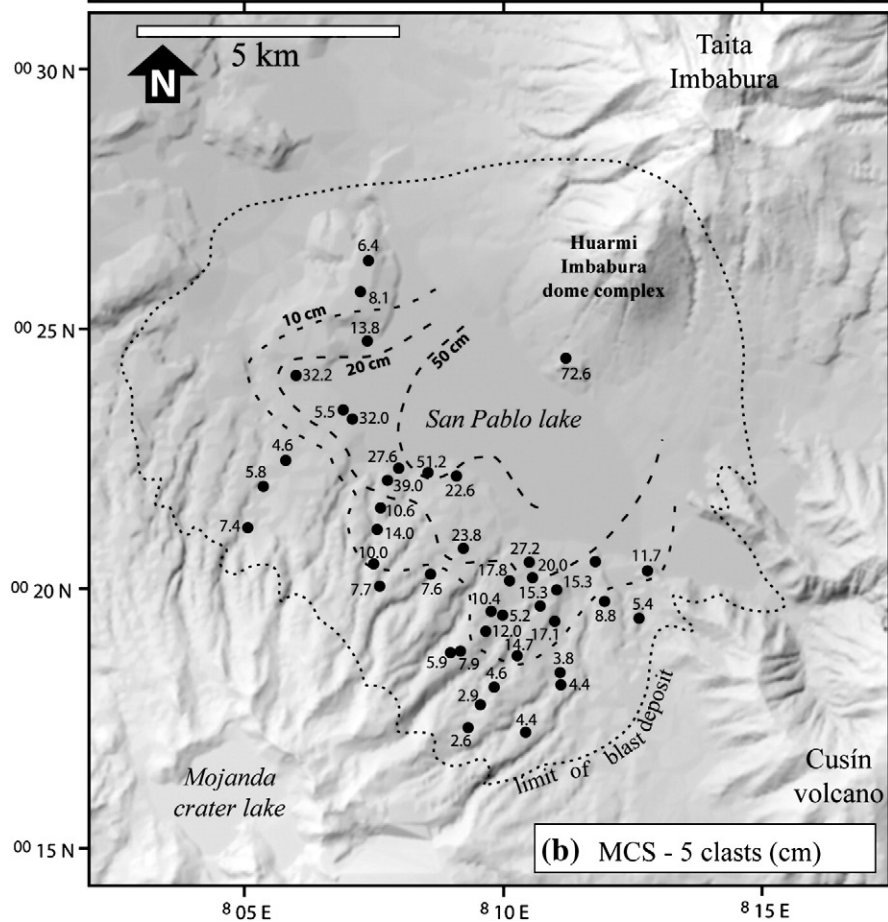 00 30 N
5 km
N
Taita
Imbabura
Huarmi
Imbabura
dome complex
6.4
8.1
00 25 N
10 cm
13.8
20 cm
50 cm
32.2
72.6
5.5
32.0
San Pablo lake
4.6
27.6
51.2
5.8
39.0
22.6
10.6
7.4
14.0
23.8
10.0
27.2
11.7
17.8
20.0
15.3
7.6
00 20 N
7.7
15.3
10.4
5.2
8.8
5.4
12.0
17.1
14.7
5.9
7.9
3.8
4.6
4.4
2.9
4.4
2.6
limit of blast deposit
Mojanda
crater lake
Cusín
volcano
00 15 N
(b) MCS - 5 clasts (cm)
8 05 E
8 10 E
8 15 E